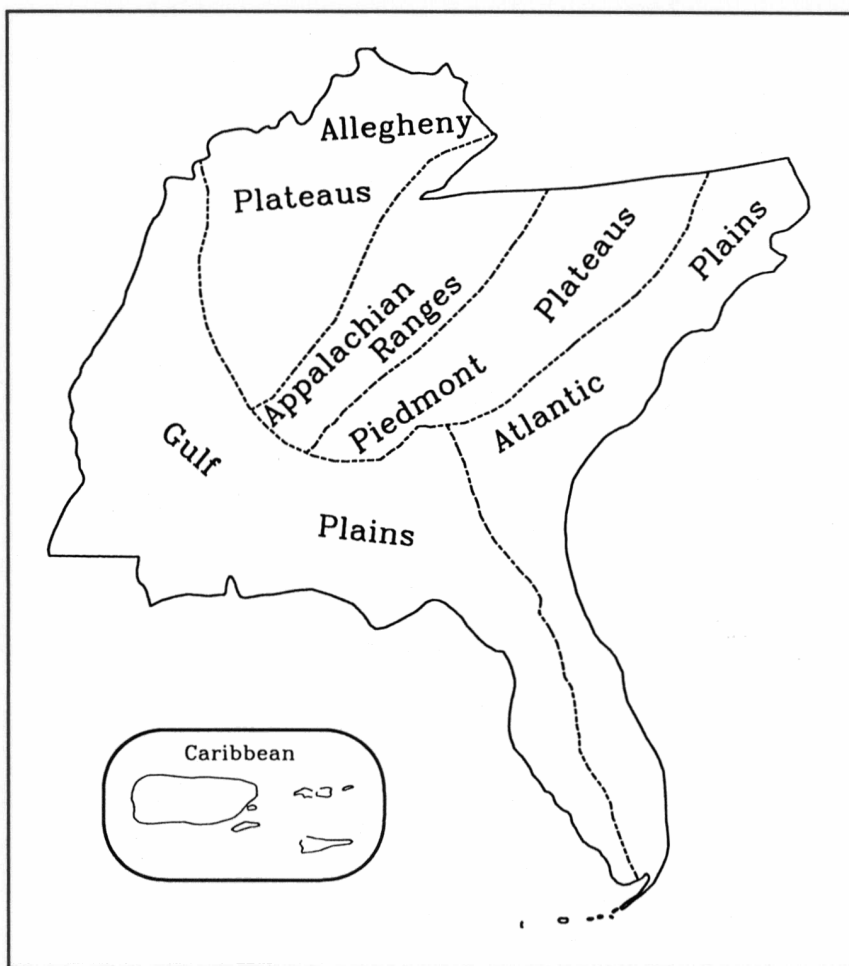 Allegheny
Plateaus
Appalachian
Ranges
Piedmont
Plateaus
Atlantic
Plains
Gulf
Plains
Caribbean